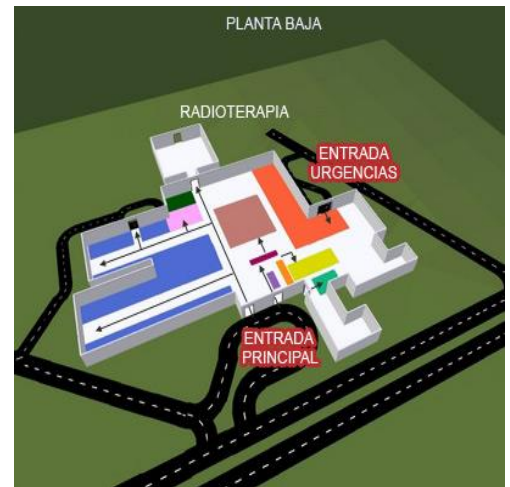 PLANTA BAJA
RADIOTERAPIA
ENTRADA
URGENCIAS
ENTRADA
PRINCIPAL